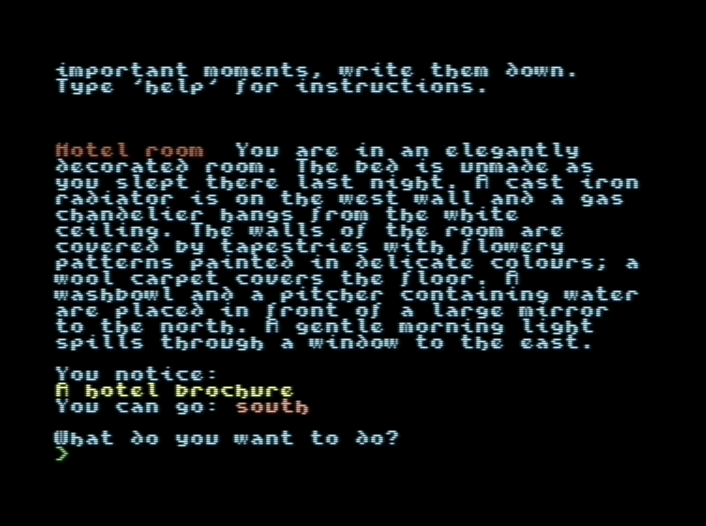 important moments, write them down.
Type 'help' for instructions.
Hotel room  You are in an elegantly
decorated room. The bed is unmade as
you slept there last night. A cast iron
radiator is on the west wall and a gas
chandelier hangs from the white
ceiling. The walls of the room are
covered by tapestries with flowery
patterns painted in delicate colours; a
wool carpet covers the floor. A
washbowl and a pitcher containing water
are placed in front of a large mirror
to the north. A gentle morning light
spills through a window to the east.
You notice:
A hotel brochure
You can go: south
What do you want to do?
>